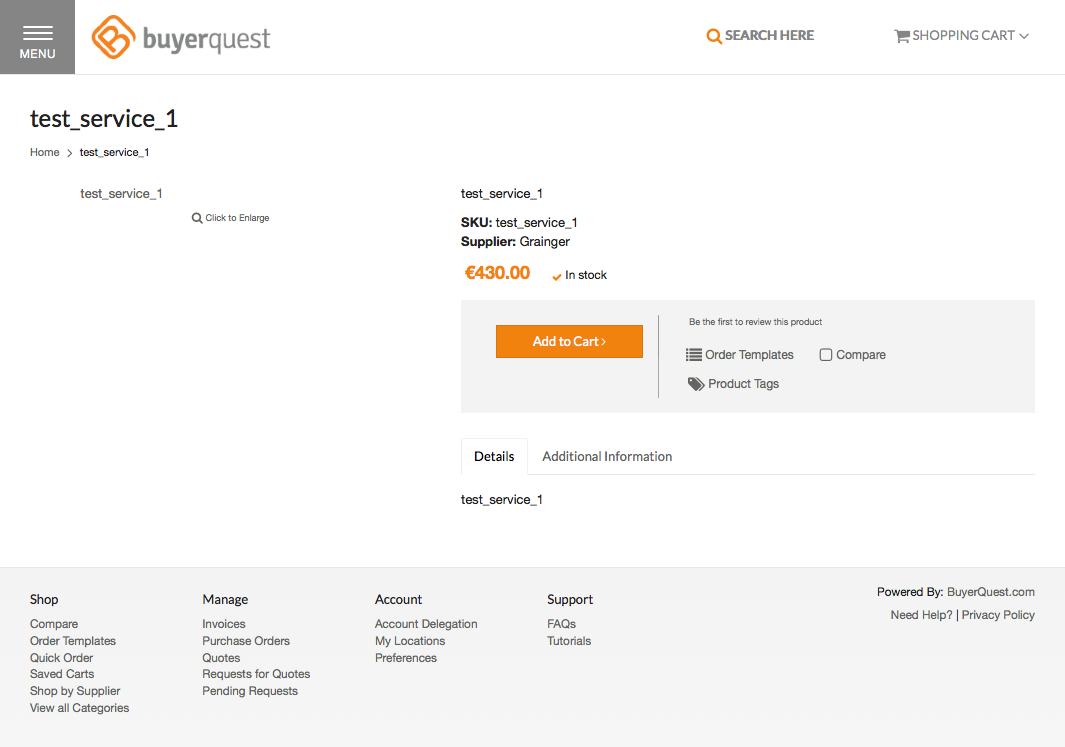 MENU
buyerquest
SEARCH HERE
SHOPPING CART
test_service_1
Home > test_service_1
test_service_1
Click to Enlarge
test_service_1
SKU: test_service_1
Supplier: Grainger
€430.00 In stock
Add to Cart ›
Be the first to review this product
Order Templates
Compare
Product Tags
Details
Additional Information
test_service_1
Shop
Compare
Order Templates
Quick Order
Saved Carts
Shop by Supplier
View all Categories
Manage
Invoices
Purchase Orders
Quotes
Requests for Quotes
Pending Requests
Account
Account Delegation
My Locations
Preferences
Support
FAQs
Tutorials
Powered By: BuyerQuest.com
Need Help? | Privacy Policy